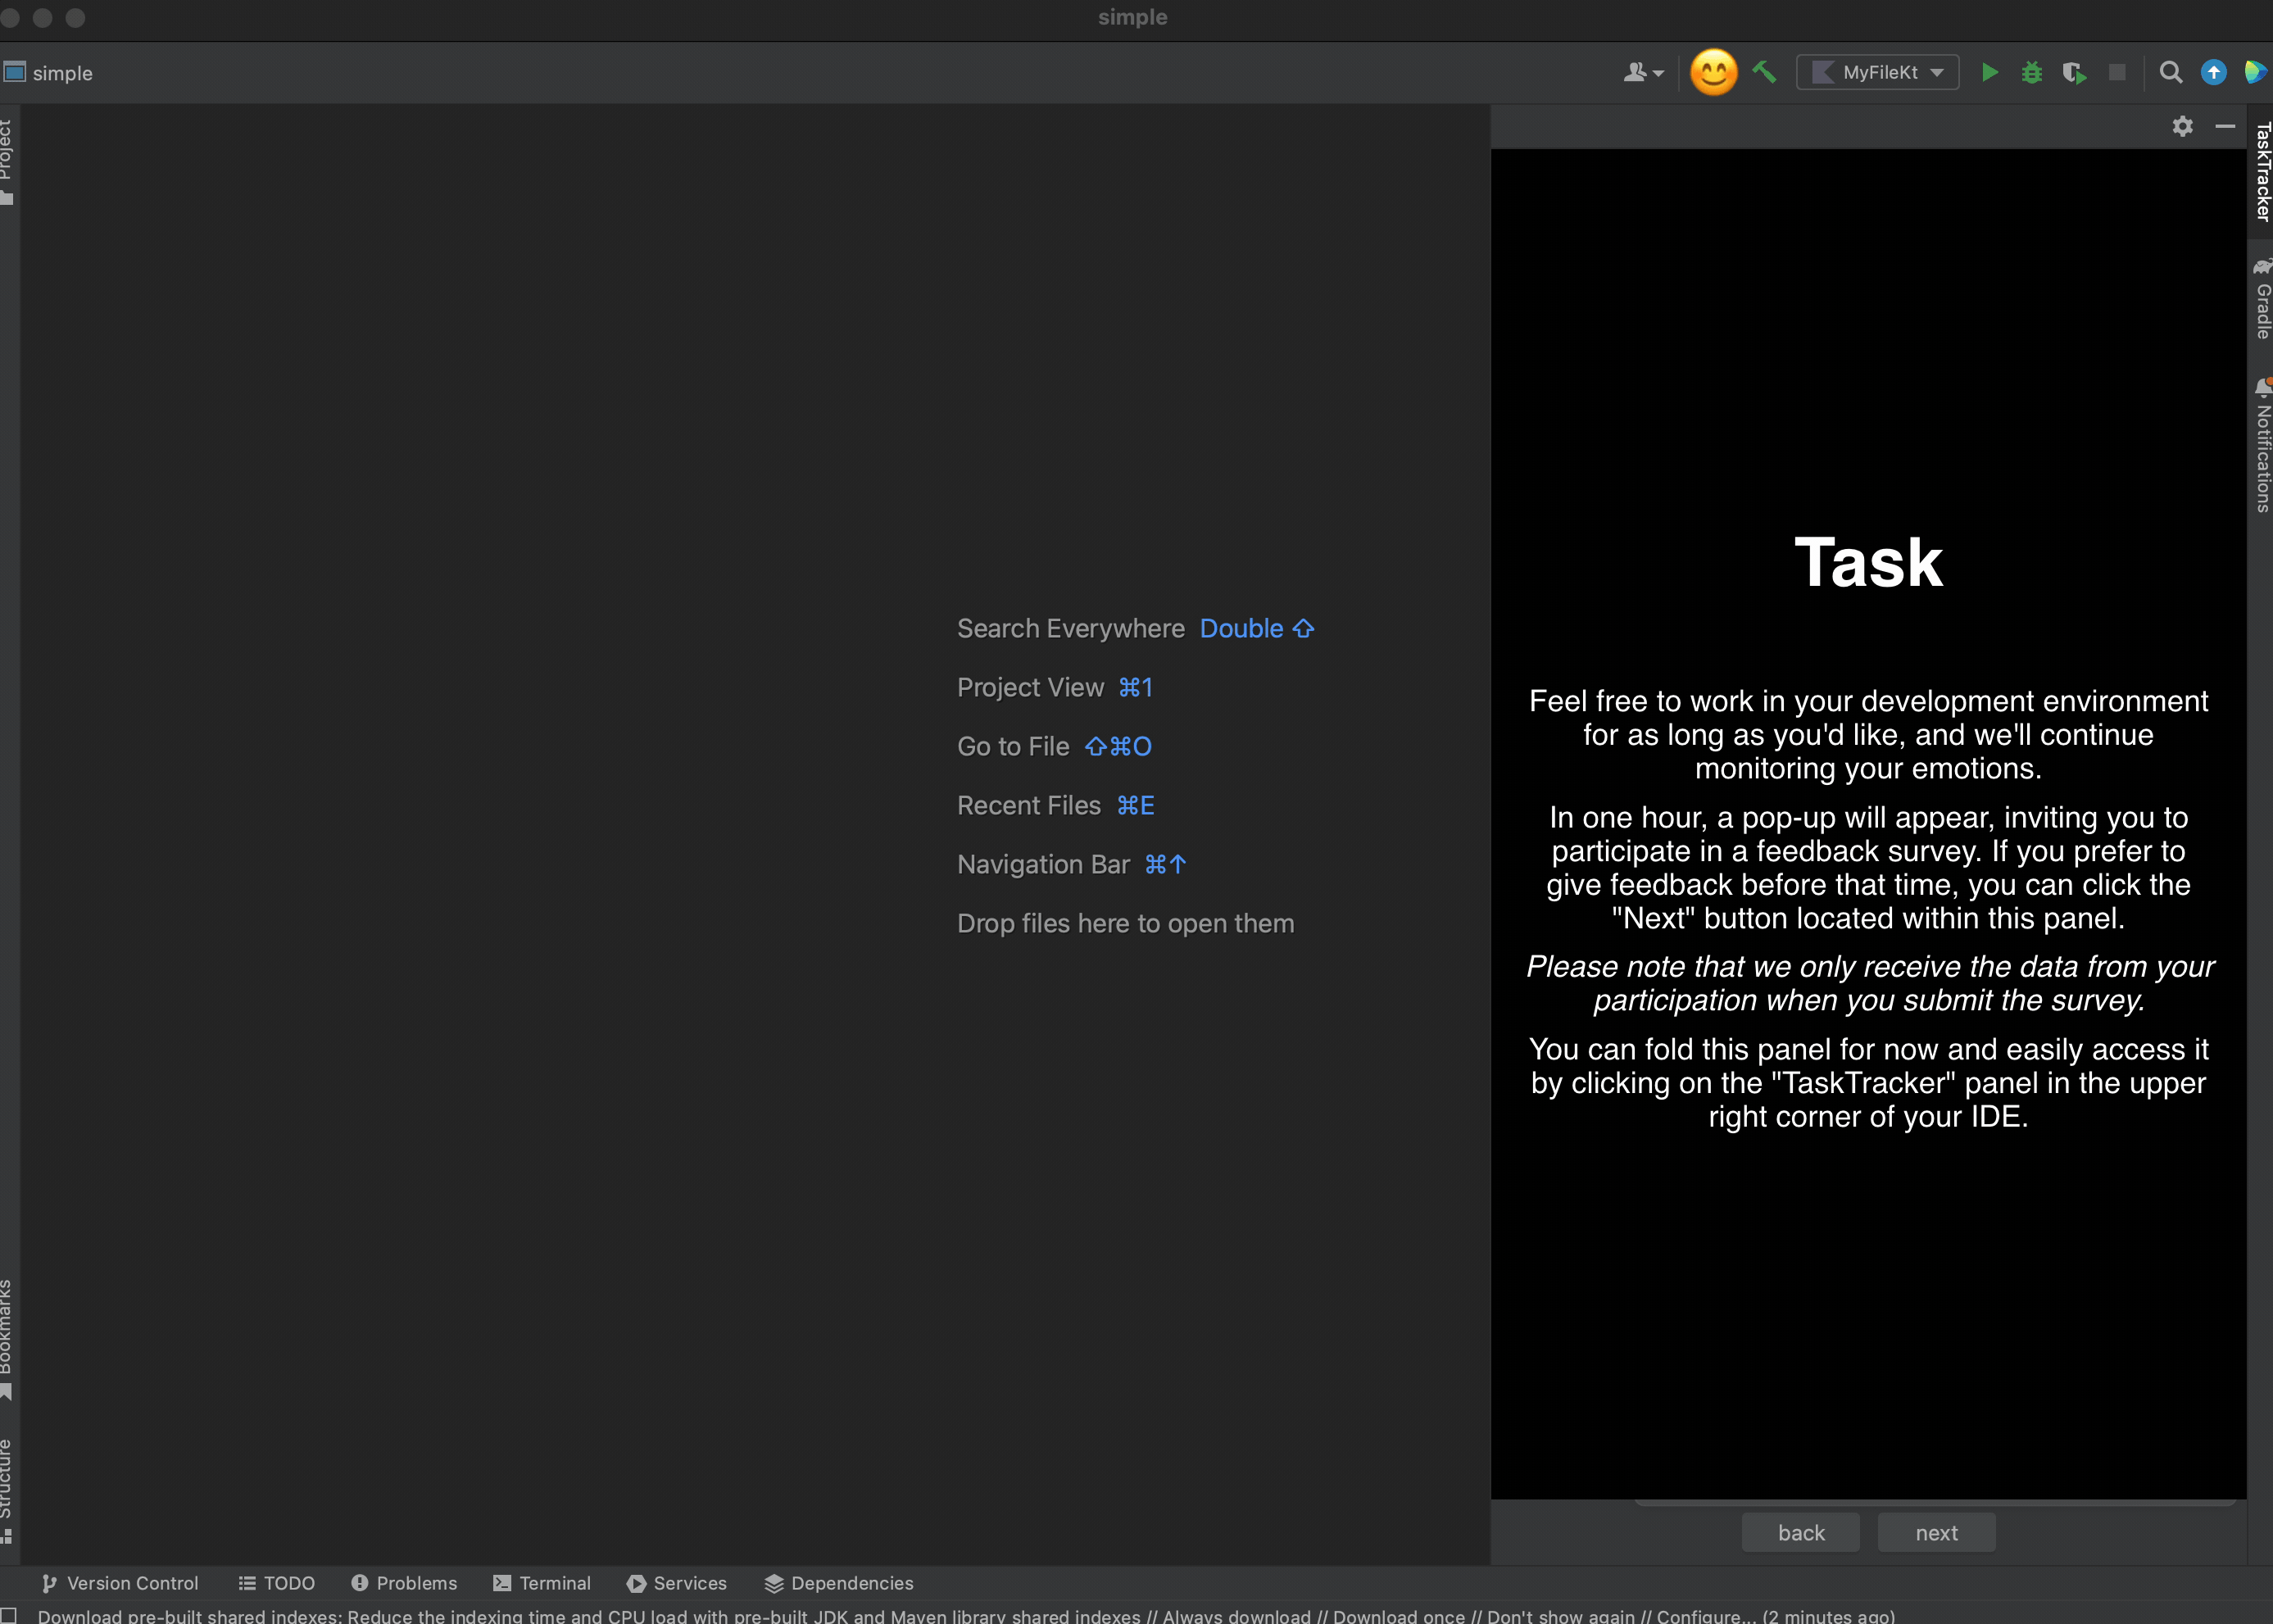 simple
simple
MyFileKt
Project
TaskTracker
Gradle
Notifications
Search Everywhere Double ⇧
Project View ⌘1
Go to File ⇧⌘O
Recent Files ⌘E
Navigation Bar ⌘↑
Drop files here to open them
Task
Feel free to work in your development environment
for as long as you'd like, and we'll continue
monitoring your emotions.
In one hour, a pop-up will appear, inviting you to
participate in a feedback survey. If you prefer to
give feedback before that time, you can click the
"Next" button located within this panel.
Please note that we only receive the data from your
participation when you submit the survey.
You can fold this panel for now and easily access it
by clicking on the "TaskTracker" panel in the upper
right corner of your IDE.
Bookmarks
Structure
back
next
Version Control
TODO
Problems
Terminal
Services
Dependencies
Download pre-built shared indexes: Reduce the indexing time and CPU load with pre-built JDK and Maven library shared indexes // Always download // Download once // Don't show again // Configure... (2 minutes ago)